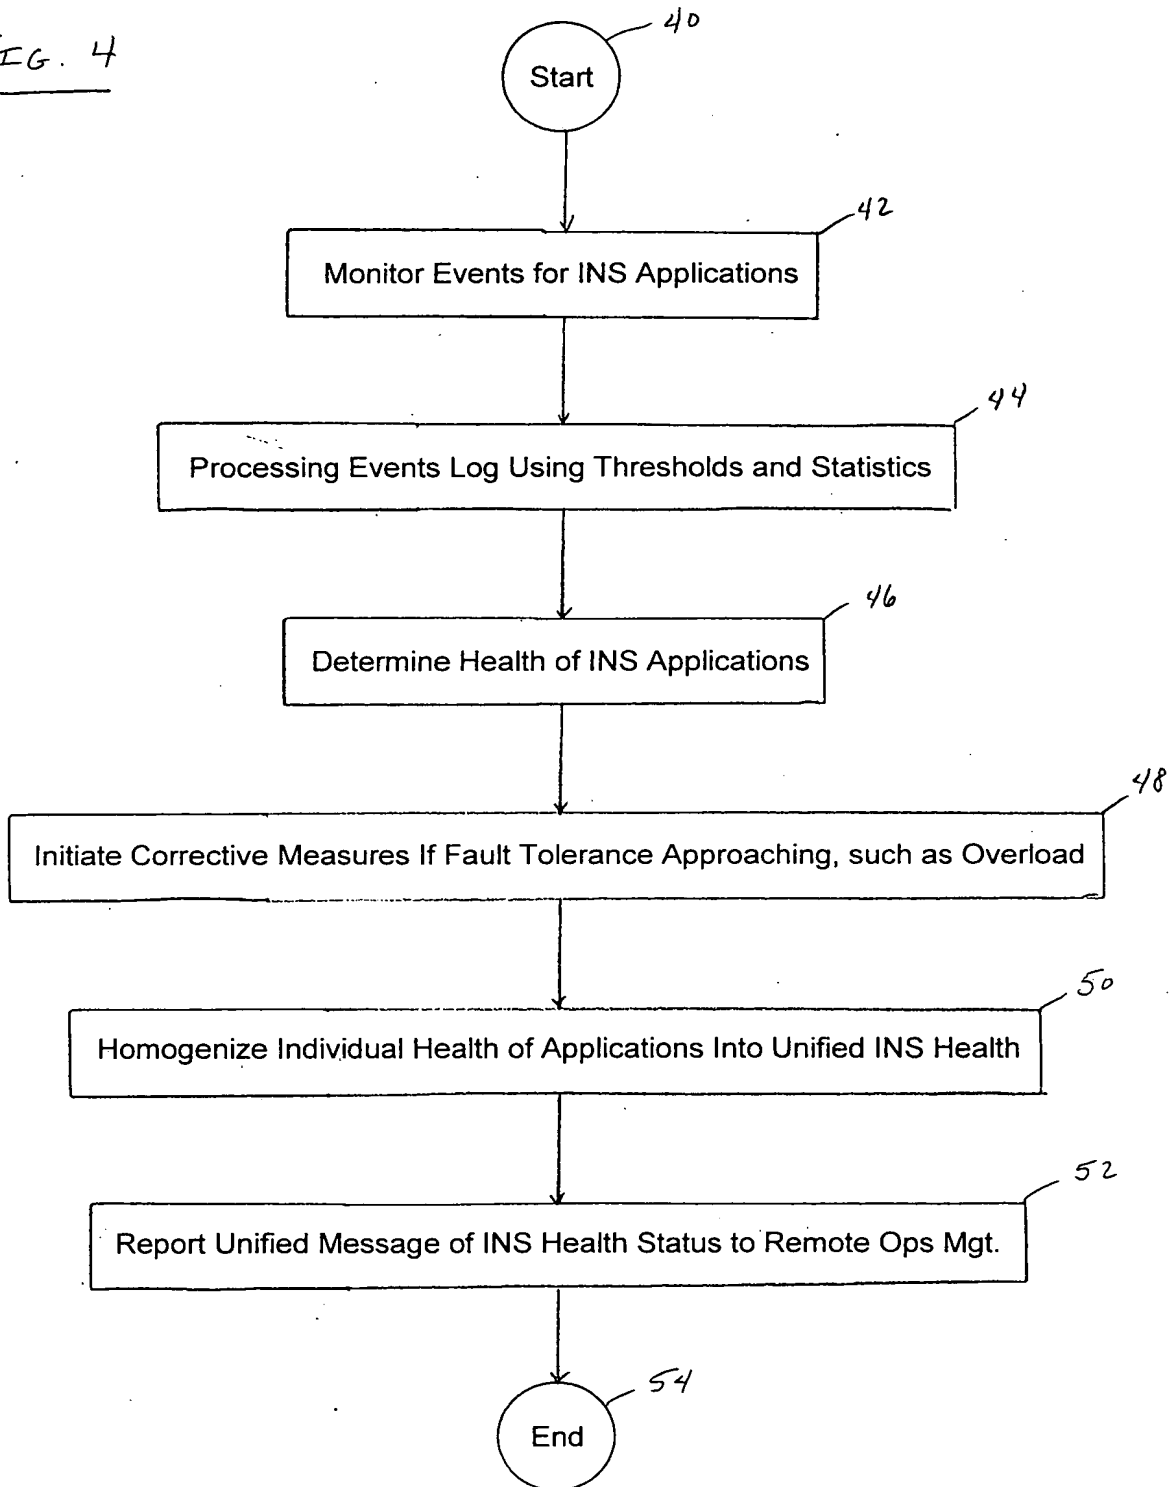 FIG. 4
40
Start
42
Monitor Events for INS Applications
44
Processing Events Log Using Thresholds and Statistics
46
Determine Health of INS Applications
48
Initiate Corrective Measures If Fault Tolerance Approaching, such as Overload
50
Homogenize Individual Health of Applications Into Unified INS Health
52
Report Unified Message of INS Health Status to Remote Ops Mgt.
54
End